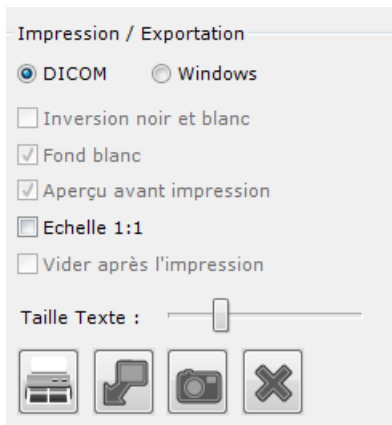 Impression / Exportation
DICOM Windows
Inversion noir et blanc
Fond blanc
Aperçu avant impression
Echelle 1:1
Vider après l'impression
Taille Texte :